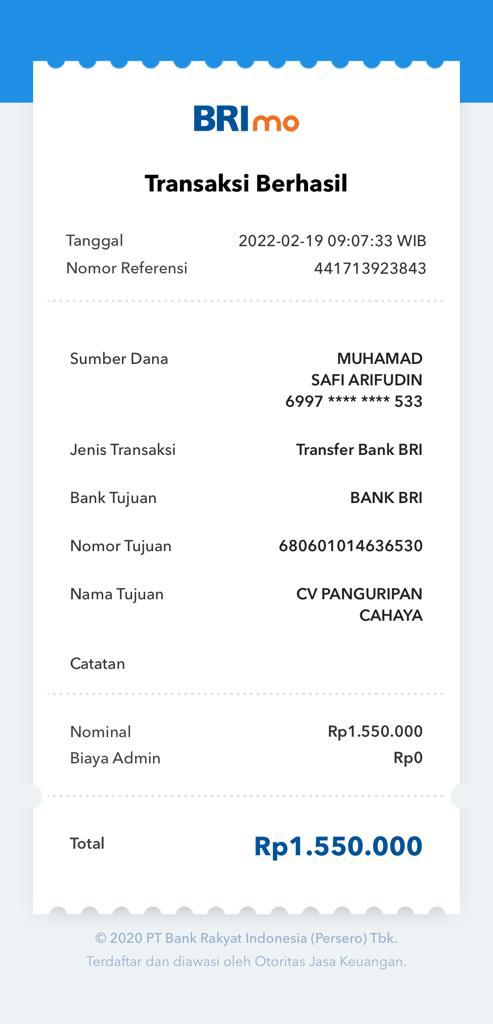 BRImo
Transaksi Berhasil
Tanggal 2022-02-19 09:07:33 WIB
Nomor Referensi 441713923843
Sumber Dana MUHAMAD
SAFI ARIFUDIN
6997 **** **** 533
Jenis Transaksi Transfer Bank BRI
Bank Tujuan BANK BRI
Nomor Tujuan 680601014636530
Nama Tujuan CV PANGURIPAN
CAHAYA
Catatan
Nominal Rp1.550.000
Biaya Admin Rp0
Total Rp1.550.000
© 2020 PT Bank Rakyat Indonesia (Persero) Tbk.
Terdaftar dan diawasi oleh Otoritas Jasa Keuangan.